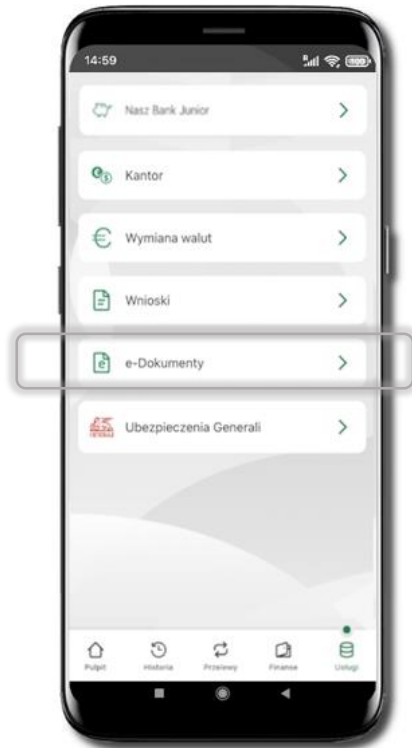 14:59
Nasz Bank Junior
Kantor
Wymiana walut
Wnioski
e-Dokumenty
Ubezpieczenia Generali
Pulpit
Historia
Przelewy
Finanse
Usługi